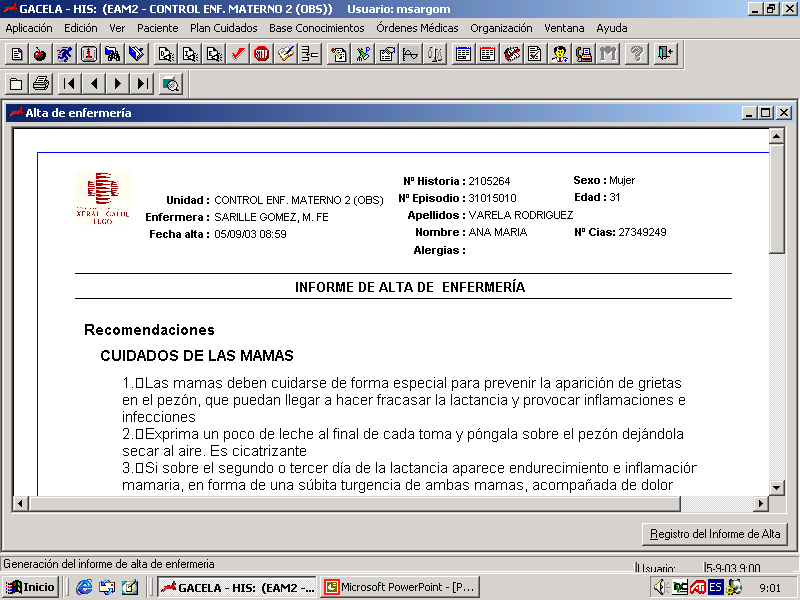 GACELA - HIS: (EAM2 - CONTROL ENF. MATERNO 2 (OBS)) Usuario: msargom
Aplicación Edición Ver Paciente Plan Cuidados Base Conocimientos Órdenes Médicas Organización Ventana Ayuda
Alta de enfermería
XERAL CALDE
LUGO
Unidad : CONTROL ENF. MATERNO 2 (OBS)
Enfermera : SARILLE GOMEZ, M. FE
Fecha alta : 05/09/03 08:59
Nº Historia : 2105264 Sexo : Mujer
Nº Episodio : 31015010 Edad : 31
Apellidos : VARELA RODRIGUEZ
Nombre : ANA MARIA Nº Cias: 27349249
Alergias :
INFORME DE ALTA DE ENFERMERÍA
Recomendaciones
CUIDADOS DE LAS MAMAS
1.▯Las mamas deben cuidarse de forma especial para prevenir la aparición de grietas
en el pezón, que puedan llegar a hacer fracasar la lactancia y provocar inflamaciones e
infecciones
2.▯Exprima un poco de leche al final de cada toma y póngala sobre el pezón dejándola
secar al aire. Es cicatrizante
3.▯Si sobre el segundo o tercer día de la lactancia aparece endurecimiento e inflamación
mamaria, en forma de una súbita turgencia de ambas mamas, acompañada de dolor
Registro del Informe de Alta
Generación del informe de alta de enfermeria
Usuario: 5-9-03 9:00
Inicio
GACELA - HIS: (EAM2 -...
Microsoft PowerPoint - [P...
ES
9:01